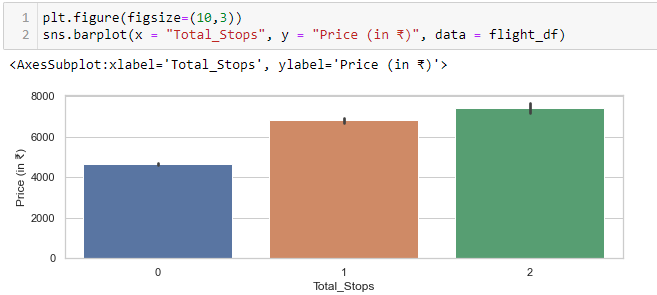 1 plt.figure(figsize=(10,3))
2 sns.barplot(x = "Total_Stops", y = "Price (in ₹)", data = flight_df)
<AxesSubplot:xlabel='Total_Stops', ylabel='Price (in ₹)'>
8000
6000
4000
2000
0
Price (in ₹)
0 1 2
Total_Stops